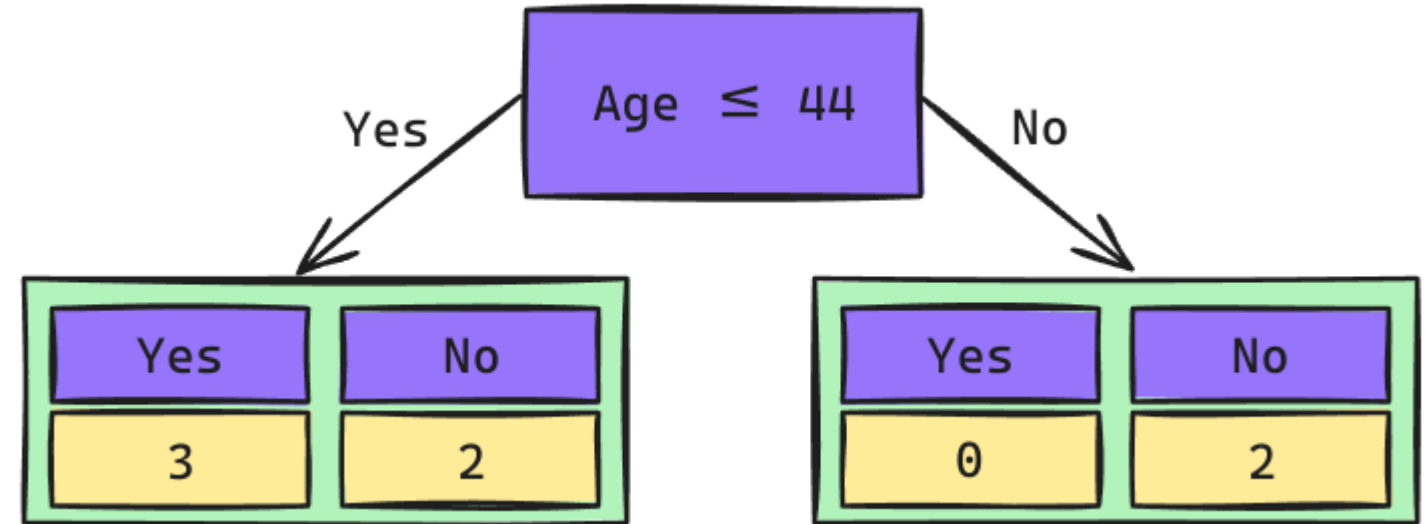 Age ≤ 44
Yes
No
Yes No
3 2
Yes No
0 2